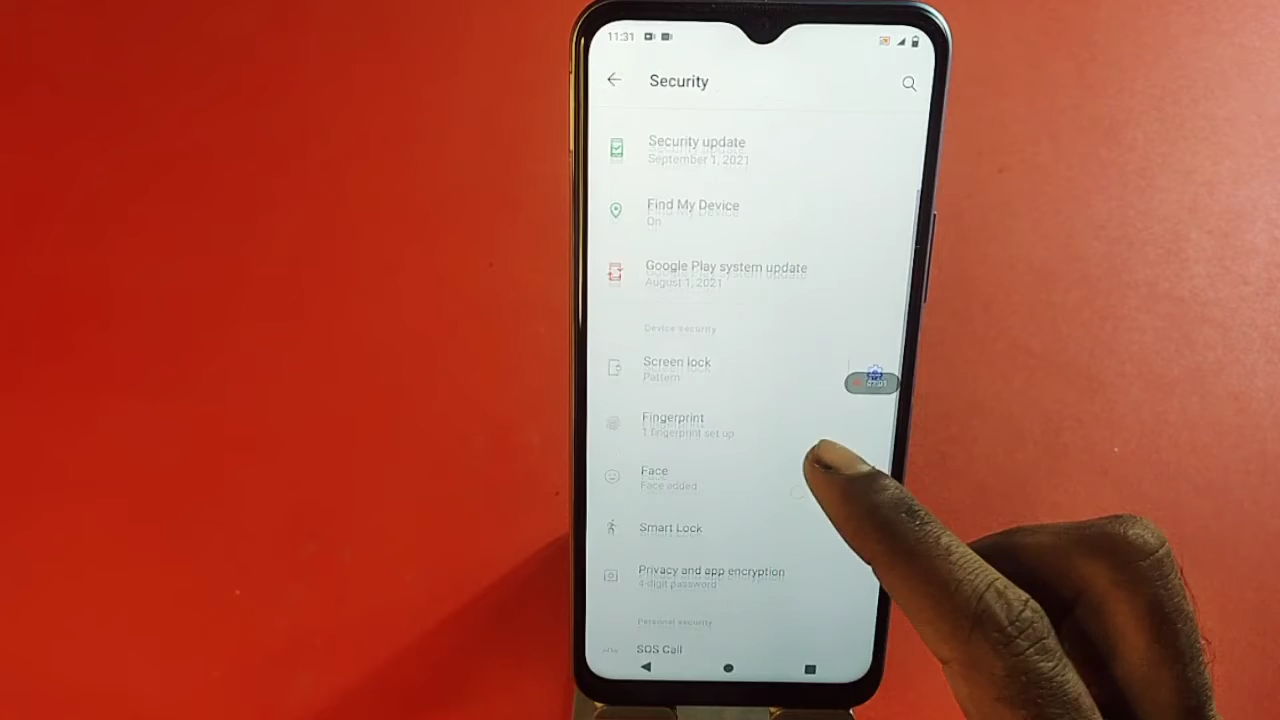 11:31
Security
Security update
September 1, 2021
Find My Device
On
Google Play system update
August 1, 2021
Device security
Screen lock
Pattern
Fingerprint
1 fingerprint set up
Face
Face added
Smart Lock
Privacy and app encryption
4-digit password
Personal security
SOS Call